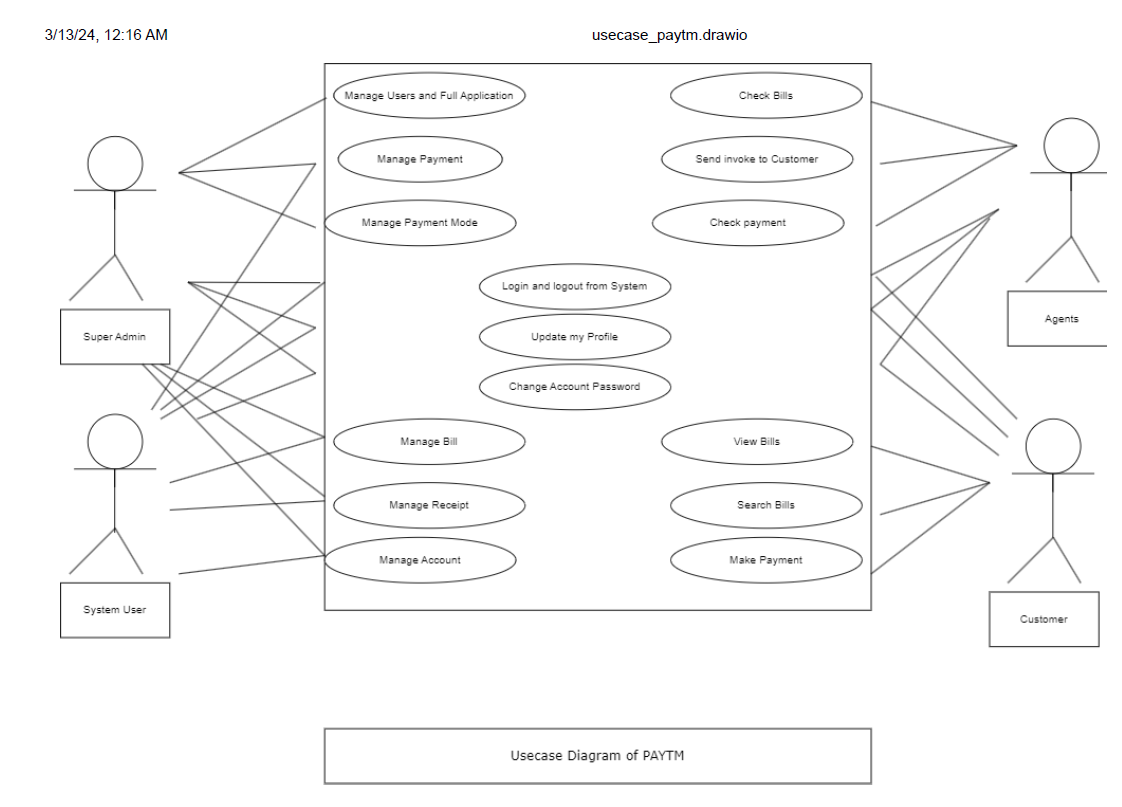 3/13/24, 12:16 AM
usecase_paytm.drawio
Manage Users and Full Application
Check Bills
Manage Payment
Send invoke to Customer
Manage Payment Mode
Check payment
Login and logout from System
Update my Profile
Change Account Password
Super Admin
Agents
Manage Bill
View Bills
Manage Receipt
Search Bills
Manage Account
Make Payment
System User
Customer
Usecase Diagram of PAYTM